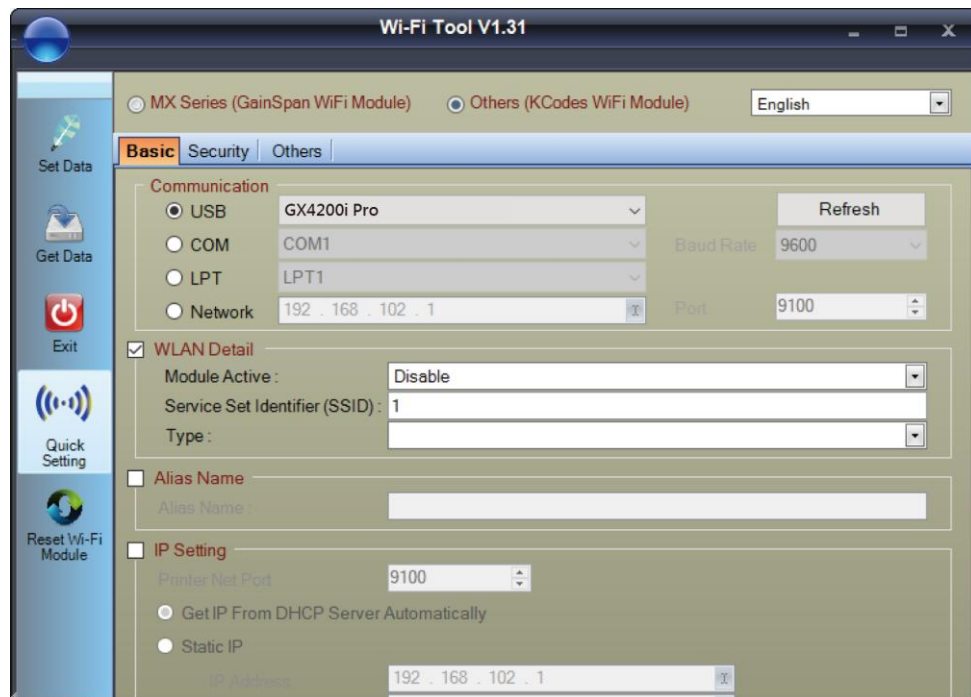 Wi-Fi Tool V1.31
MX Series (GainSpan WiFi Module) Others (KCodes WiFi Module) English
Set Data
Get Data
Exit
Quick
Setting
Reset Wi-Fi
Module
Basic Security Others
Communication
USB GX4200i Pro Refresh
COM COM1 Baud Rate 9600
LPT LPT1
Network 192 . 168 . 102 . 1 Port 9100
WLAN Detail
Module Active : Disable
Service Set Identifier (SSID) : 1
Type :
Alias Name
Alias Name :
IP Setting
Printer Net Port 9100
Get IP From DHCP Server Automatically
Static IP
IP Address 192 . 168 . 102 . 1